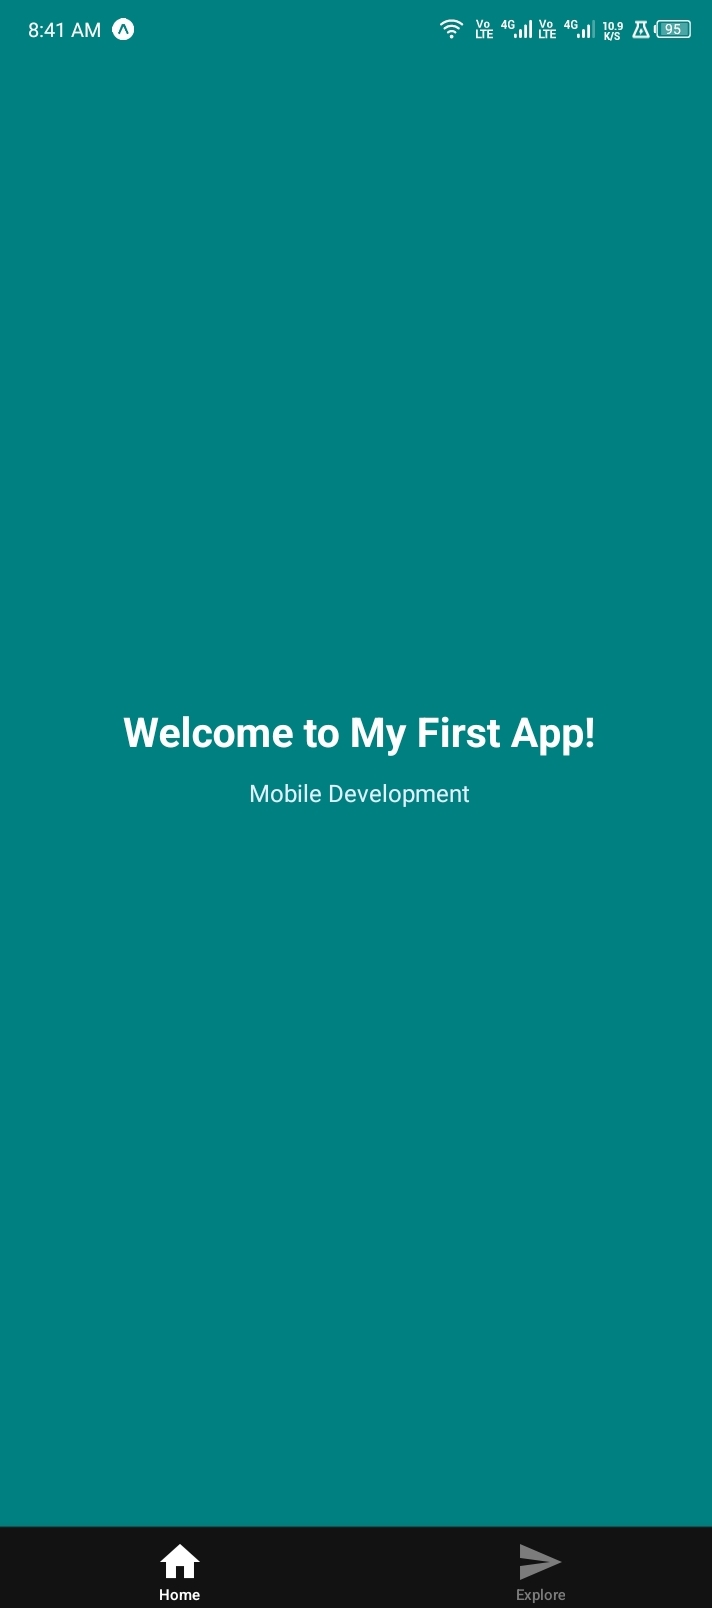 8:41 AM Vo LTE 4G Vo LTE 4G 10.9 K/S 95
Welcome to My First App!
Mobile Development
Home Explore